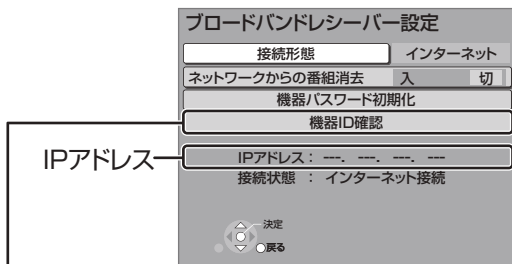 ブロードバンドレシーバー設定
接続形態 インターネット
ネットワークからの番組消去 入 切
機器パスワード初期化
機器ID確認
IPアドレス
IPアドレス: ---. ---. ---. ---
接続状態 : インターネット接続
決定
戻る